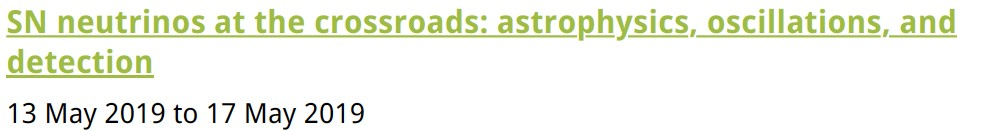 SN neutrinos at the crossroads: astrophysics, oscillations, and
detection
13 May 2019 to 17 May 2019